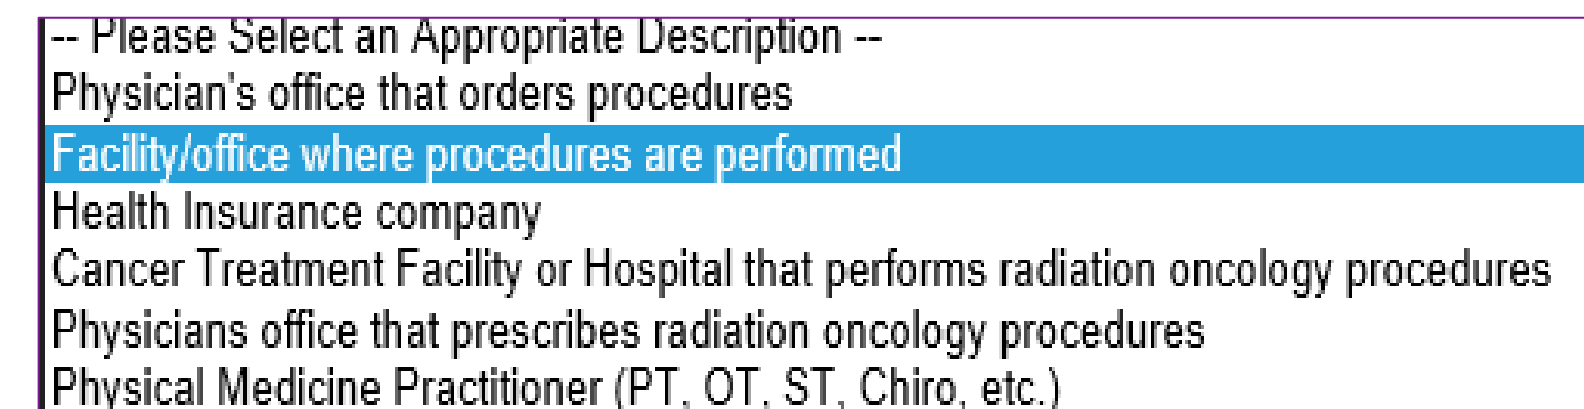 -- Please Select an Appropriate Description --
Physician's office that orders procedures
Facility/office where procedures are performed
Health Insurance company
Cancer Treatment Facility or Hospital that performs radiation oncology procedures
Physicians office that prescribes radiation oncology procedures
Physical Medicine Practitioner (PT, OT, ST, Chiro, etc.)